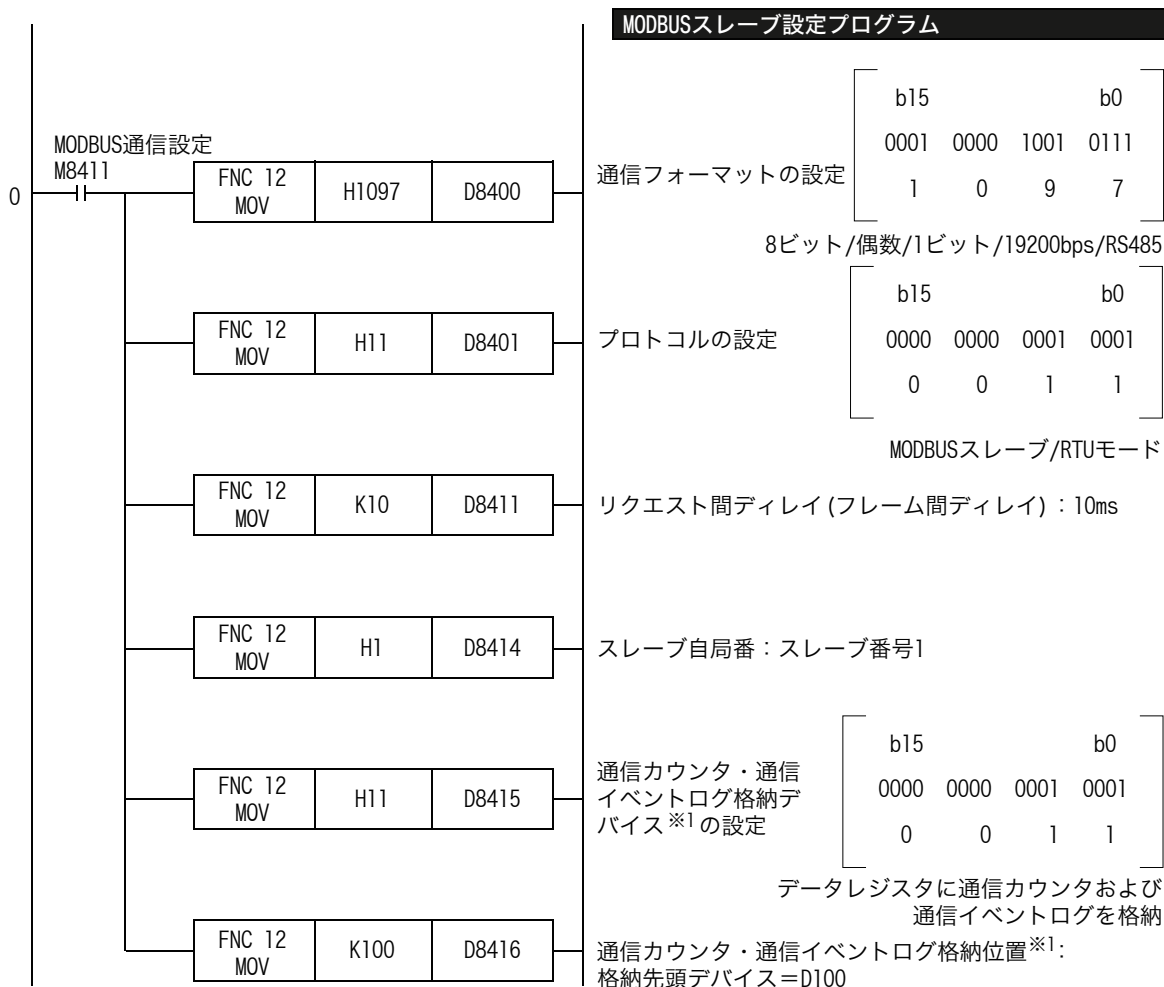 MODBUSスレーブ設定プログラム
MODBUS通信設定
M8411
0
FNC 12
MOV
H1097
D8400
通信フォーマットの設定
b15 b0
0001 0000 1001 0111
1 0 9 7
8ビット/偶数/1ビット/19200bps/RS485
FNC 12
MOV
H11
D8401
プロトコルの設定
b15 b0
0000 0000 0001 0001
0 0 1 1
MODBUSスレーブ/RTUモード
FNC 12
MOV
K10
D8411
リクエスト間ディレイ(フレーム間ディレイ):10ms
FNC 12
MOV
H1
D8414
スレーブ自局番:スレーブ番号1
FNC 12
MOV
H11
D8415
通信カウンタ・通信
イベントログ格納デ
バイス※1の設定
b15 b0
0000 0000 0001 0001
0 0 1 1
データレジスタに通信カウンタおよび
通信イベントログを格納
FNC 12
MOV
K100
D8416
通信カウンタ・通信イベントログ格納位置※1:
格納先頭デバイス=D100